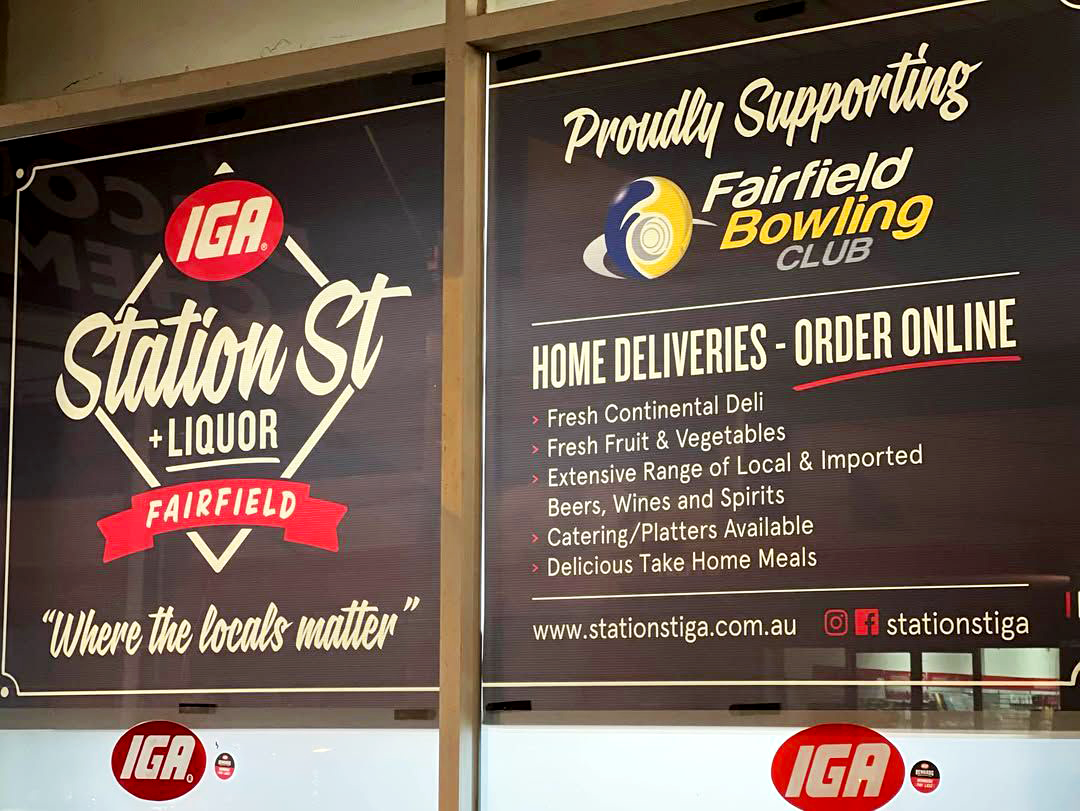 IGA
Station St
+LIQUOR
FAIRFIELD
"Where the locals matter"
IGA
Proudly Supporting
Fairfield
Bowling
CLUB
HOME DELIVERIES - ORDER ONLINE
› Fresh Continental Deli
› Fresh Fruit & Vegetables
› Extensive Range of Local & Imported
Beers, Wines and Spirits
› Catering/Platters Available
› Delicious Take Home Meals
www.stationstiga.com.au stationstiga
IGA
REWARDS